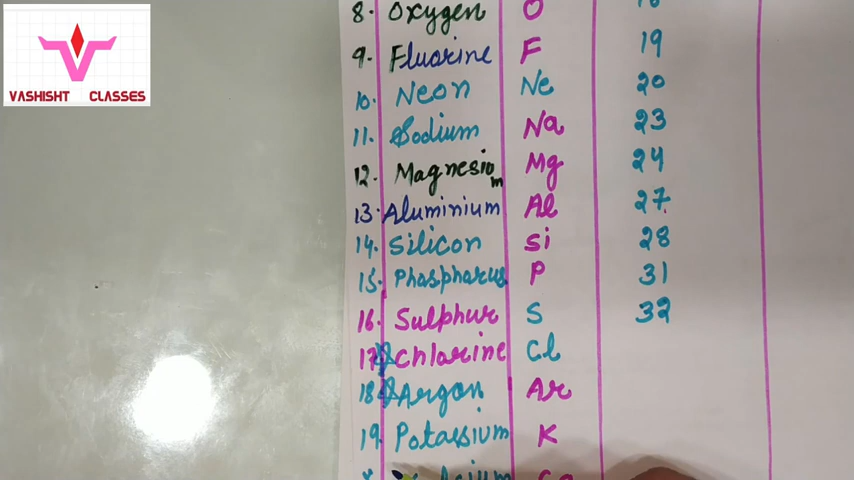 VASHISHT CLASSES
8. Oxygen O
9. Fluorine F 19
10. Neon Ne 20
11. Sodium Na 23
12. Magnesium Mg 24
13. Aluminium Al 27
14. Silicon Si 28
15. Phospharus P 31
16. Sulphur S 32
17 Chlarine Cl
18 Argon Ar
19. Potassium K